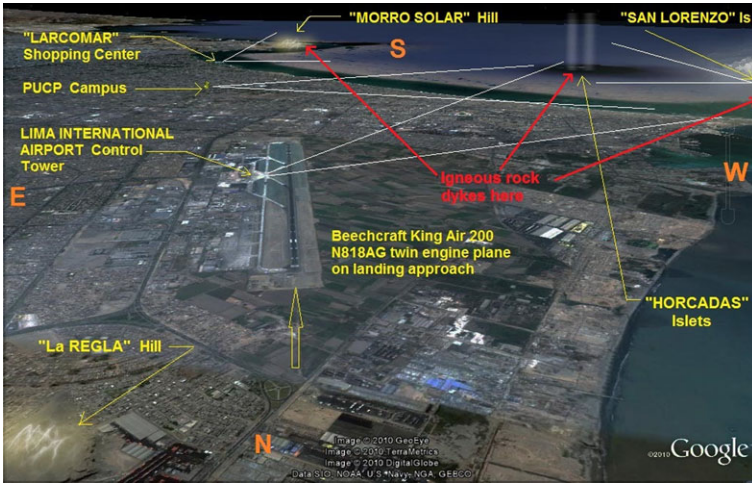 "MORRO SOLAR" Hill
"SAN LORENZO" Is
"LARCOMAR"
Shopping Center
S
PUCP Campus
LIMA INTERNATIONAL
AIRPORT Control
Tower
Igneous rock
dykes here
W
E
Beechcraft King Air 200
N818AG twin engine plane
on landing approach
"HORCADAS"
Islets
"La REGLA" Hill
N
Image © 2010 GeoEye
Image © 2010 TerraMetrics
Image © 2010 DigitalGlobe
Data SIO, NOAA, U.S. Navy, NGA, GEBCO
©2010 Google